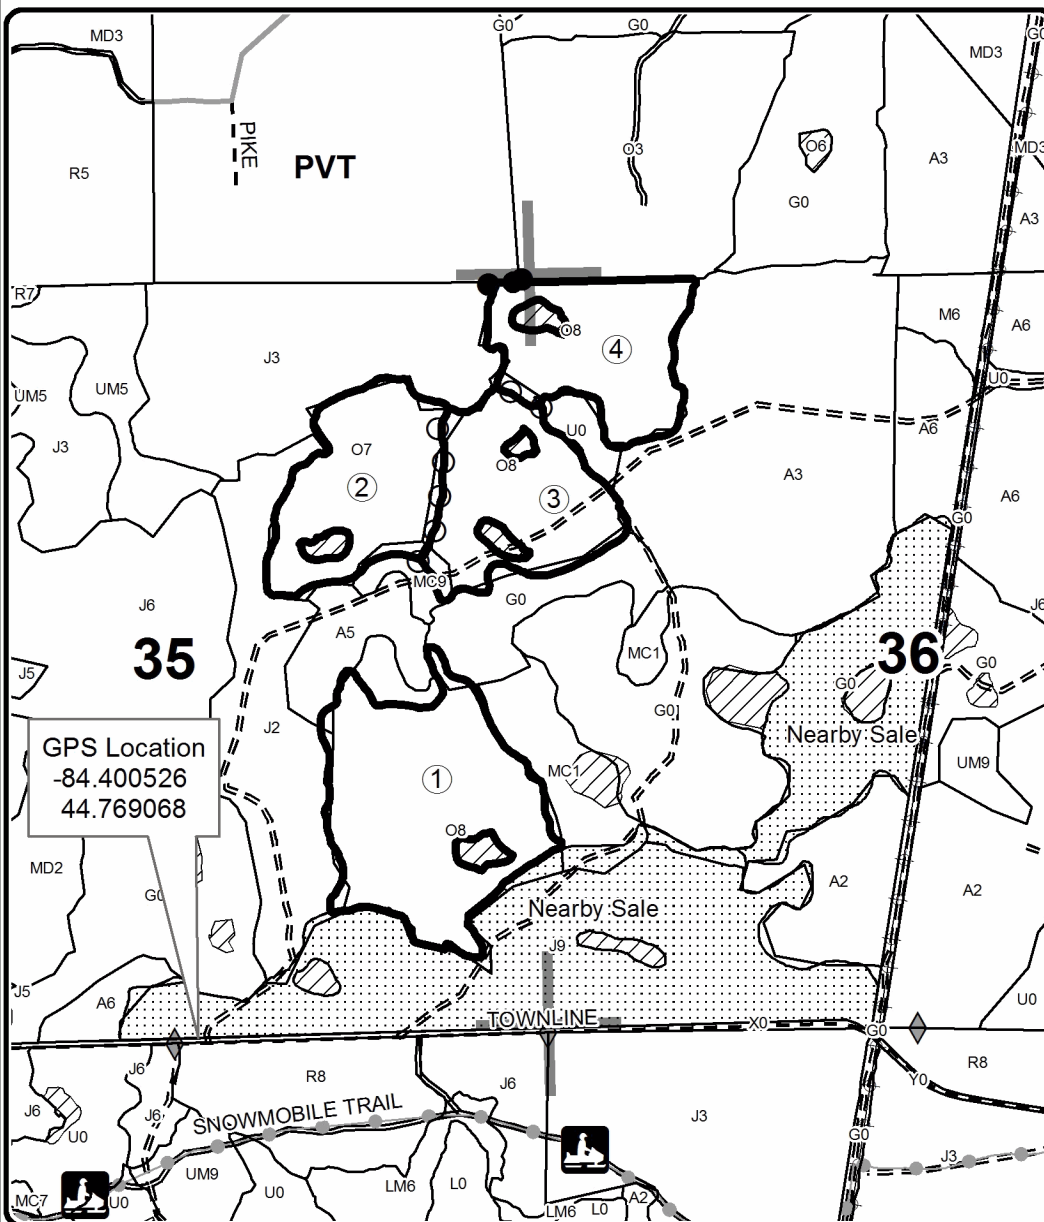 MD3
G0
G0
G0
MD3
PIKE
PVT
O3
O6
MD3
A3
R5
G0
A3
R7
M6
A6
O8
4
J3
U0
UM5
UM5
A6
U0
J3
O7
O8
A3
2
3
A6
G0
MC9
G0
J6
J6
A5
35
MC1
36
G0
J5
G0
G0
J2
Nearby Sale
GPS Location
-84.400526
44.769068
1
MC1
UM9
O8
MD2
G0
A2
A2
Nearby Sale
J9
J5
A6
U0
TOWNLINE
X0
G0
J6
R8
J6
R8
Y0
J6
J6
SNOWMOBILE TRAIL
J3
U0
G0
J3
UM9
MC7
U0
U0
LM6
L0
A2
LM6
L0